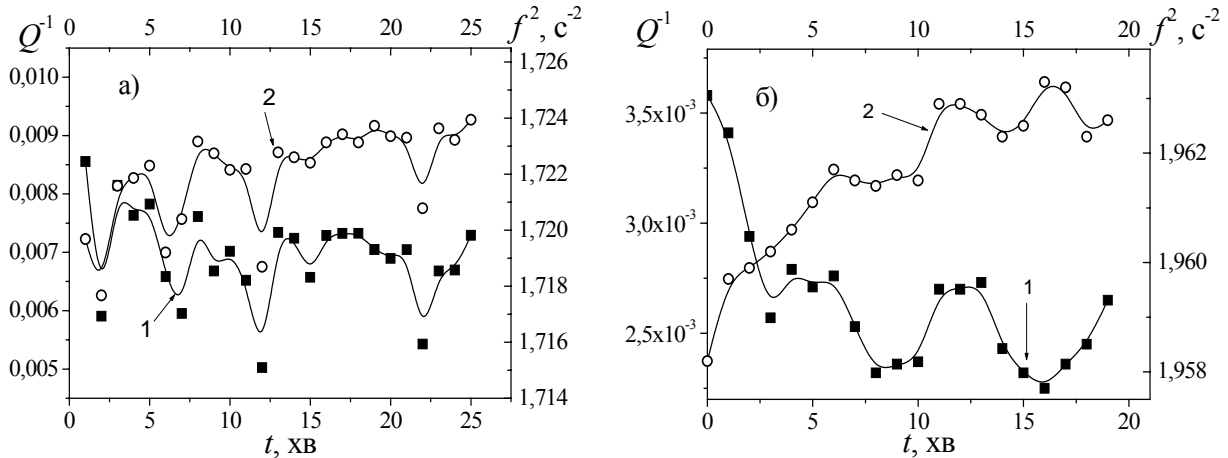 0 5 10 15 20 25
Q⁻¹
f², с⁻²
0,010
0,009
0,008
0,007
0,006
0,005
а)
2
1
1,726
1,724
1,722
1,720
1,718
1,716
1,714
0 5 10 15 20 25
t, хв
0 5 10 15 20
Q⁻¹
f², с⁻²
3,5x10⁻³
3,0x10⁻³
2,5x10⁻³
б)
2
1
1,962
1,960
1,958
0 5 10 15 20
t, хв